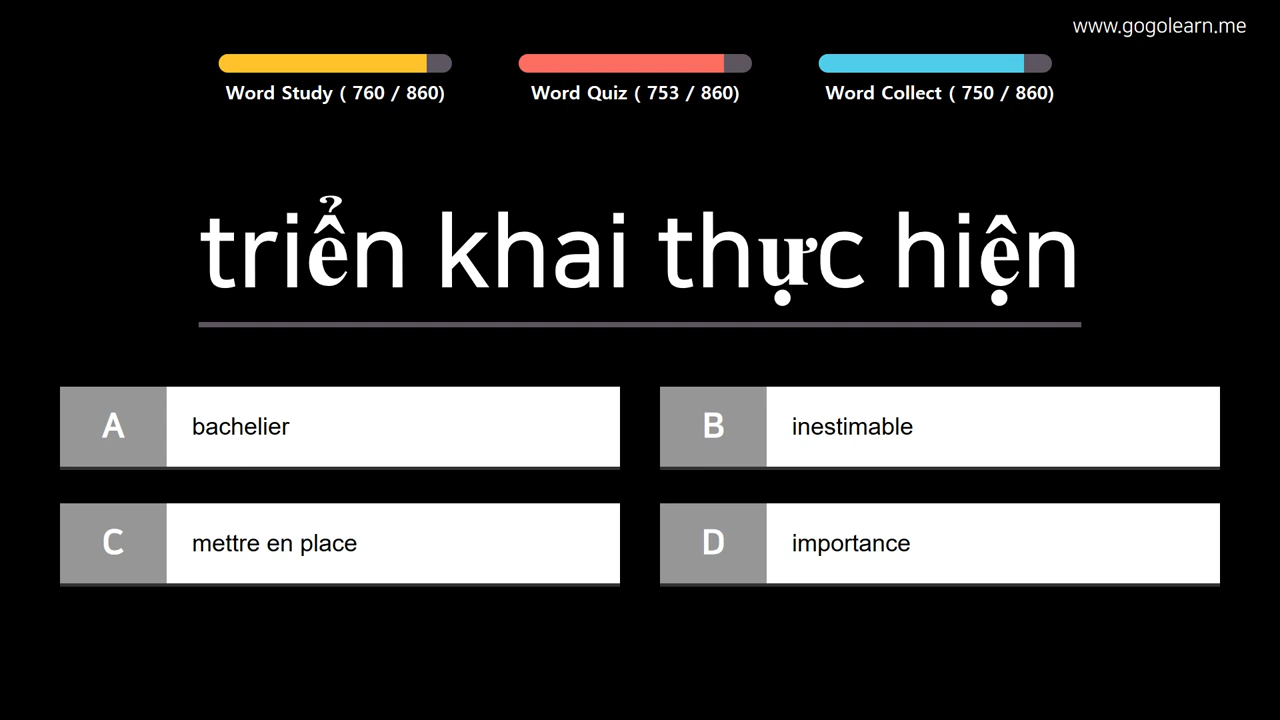 www.gogolearn.me
Word Study ( 760 / 860)
Word Quiz ( 753 / 860)
Word Collect ( 750 / 860)
triển khai thực hiện
A bachelier
B inestimable
C mettre en place
D importance